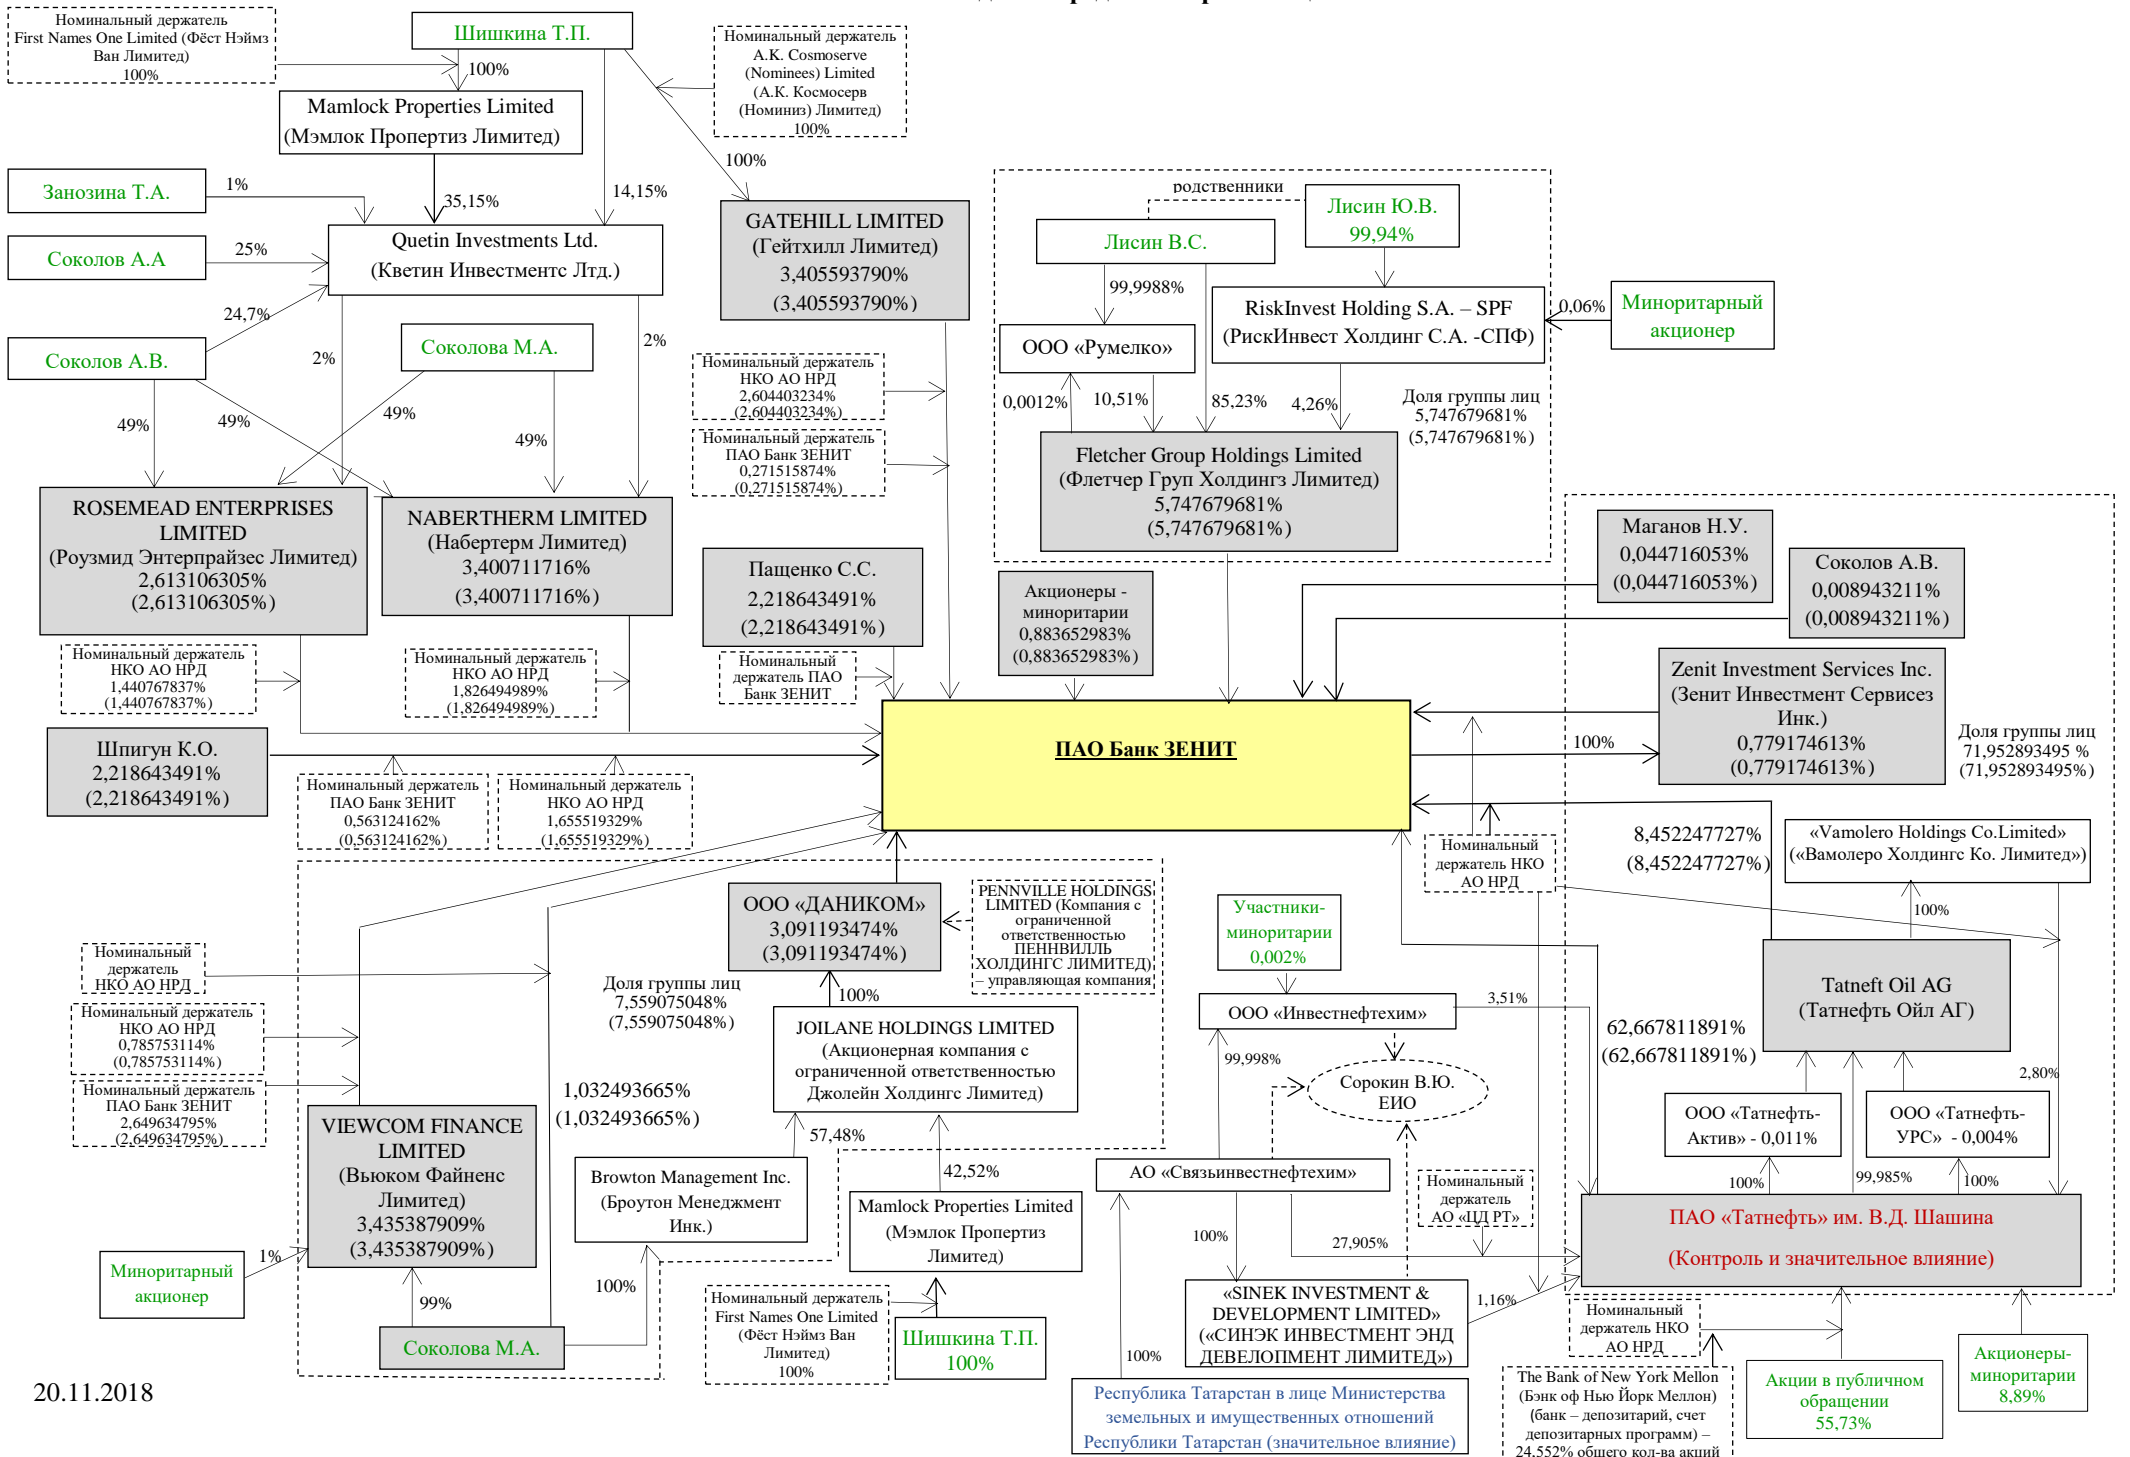 Номинальный держатель
First Names One Limited (Фёст Нэймз
Ван Лимитед)
100%
Шишкина Т.П.
100%
Номинальный держатель
A.K. Cosmoserve
(Nominees) Limited
(А.К. Космосерв
(Номиниз) Лимитед)
100%
Mamlock Properties Limited
(Мэмлок Пропертиз Лимитед)
100%
Занозина Т.А.
1%
35,15%
14,15%
Соколов А.А
25%
Quetin Investments Ltd.
(Кветин Инвестментс Лтд.)
GATEHILL LIMITED
(Гейтхилл Лимитед)
3,405593790%
(3,405593790%)
родственники
Лисин Ю.В.
99,94%
Лисин В.С.
99,9988%
RiskInvest Holding S.A. – SPF
(РискИнвест Холдинг С.А. -СПФ)
0,06%
Миноритарный
акционер
24,7%
Соколов А.В.
Соколова М.А.
2%
2%
ООО «Румелко»
0,0012%
10,51%
85,23%
4,26%
Доля группы лиц
5,747679681%
(5,747679681%)
Номинальный держатель
НКО АО НРД
2,604403234%
(2,604403234%)
Номинальный держатель
ПАО Банк ЗЕНИТ
0,271515874%
(0,271515874%)
49%
49%
49%
49%
Fletcher Group Holdings Limited
(Флетчер Груп Холдингз Лимитед)
5,747679681%
(5,747679681%)
ROSEMEAD ENTERPRISES
LIMITED
(Роузмид Энтерпрайзес Лимитед)
2,613106305%
(2,613106305%)
NABERTHERM LIMITED
(Набертерм Лимитед)
3,400711716%
(3,400711716%)
Пащенко С.С.
2,218643491%
(2,218643491%)
Акционеры -
миноритарии
0,883652983%
(0,883652983%)
Маганов Н.У.
0,044716053%
(0,044716053%)
Соколов А.В.
0,008943211%
(0,008943211%)
Номинальный держатель
НКО АО НРД
1,440767837%
(1,440767837%)
Номинальный держатель
НКО АО НРД
1,826494989%
(1,826494989%)
Номинальный
держатель ПАО
Банк ЗЕНИТ
Zenit Investment Services Inc.
(Зенит Инвестмент Сервисез
Инк.)
0,779174613%
(0,779174613%)
Доля группы лиц
71,952893495 %
(71,952893495%)
100%
ПАО Банк ЗЕНИТ
Шпигун К.О.
2,218643491%
(2,218643491%)
Номинальный держатель
ПАО Банк ЗЕНИТ
0,563124162%
(0,563124162%)
Номинальный держатель
НКО АО НРД
1,655519329%
(1,655519329%)
Номинальный
держатель НКО
АО НРД
8,452247727%
(8,452247727%)
«Vamolero Holdings Co.Limited»
(«Вамолеро Холдингс Ко. Лимитед»)
100%
ООО «ДАНИКОМ»
3,091193474%
(3,091193474%)
PENNVILLE HOLDINGS
LIMITED (Компания с
ограниченной
ответственностью
ПЕННВИЛЛЬ
ХОЛДИНГС ЛИМИТЕД)
– управляющая компания
Участники-
миноритарии
0,002%
Номинальный
держатель
НКО АО НРД
Доля группы лиц
7,559075048%
(7,559075048%)
100%
Tatneft Oil AG
(Татнефть Ойл АГ)
Номинальный держатель
НКО АО НРД
0,785753114%
(0,785753114%)
JOILANE HOLDINGS LIMITED
(Акционерная компания с
ограниченной ответственностью
Джолейн Холдингс Лимитед)
ООО «Инвестнефтехим»
3,51%
62,667811891%
(62,667811891%)
Номинальный держатель
ПАО Банк ЗЕНИТ
2,649634795%
(2,649634795%)
1,032493665%
(1,032493665%)
99,998%
Сорокин В.Ю.
ЕИО
2,80%
VIEWCOM FINANCE
LIMITED
(Вьюком Файненс
Лимитед)
3,435387909%
(3,435387909%)
57,48%
42,52%
ООО «Татнефть-
Актив» - 0,011%
ООО «Татнефть-
УРС»  - 0,004%
Browton Management Inc.
(Броутон Менеджмент
Инк.)
АО «Связьинвестнефтехим»
Номинальный
держатель
АО «ЦД РТ»
100%
99,985%
100%
Mamlock Properties Limited
(Мэмлок Пропертиз
Лимитед)
100%
27,905%
ПАО «Татнефть» им. В.Д. Шашина
(Контроль и значительное влияние)
Миноритарный
акционер
1%
99%
100%
Номинальный держатель
First Names One Limited
(Фёст Нэймз Ван
Лимитед)
100%
Шишкина Т.П.
100%
«SINEK INVESTMENT &
DEVELOPMENT LIMITED»
(«СИНЭК ИНВЕСТМЕНТ ЭНД
ДЕВЕЛОПМЕНТ ЛИМИТЕД»)
1,16%
Номинальный
держатель НКО
АО НРД
Соколова М.А.
100%
20.11.2018
Республика Татарстан в лице Министерства
земельных и имущественных отношений
Республики Татарстан (значительное влияние)
The Bank of New York Mellon
(Бэнк оф Нью Йорк Меллон)
(банк – депозитарий, счет
депозитарных программ) –
24,552% общего кол-ва акций
Акции в публичном
обращении
55,73%
Акционеры-
миноритарии
8,89%